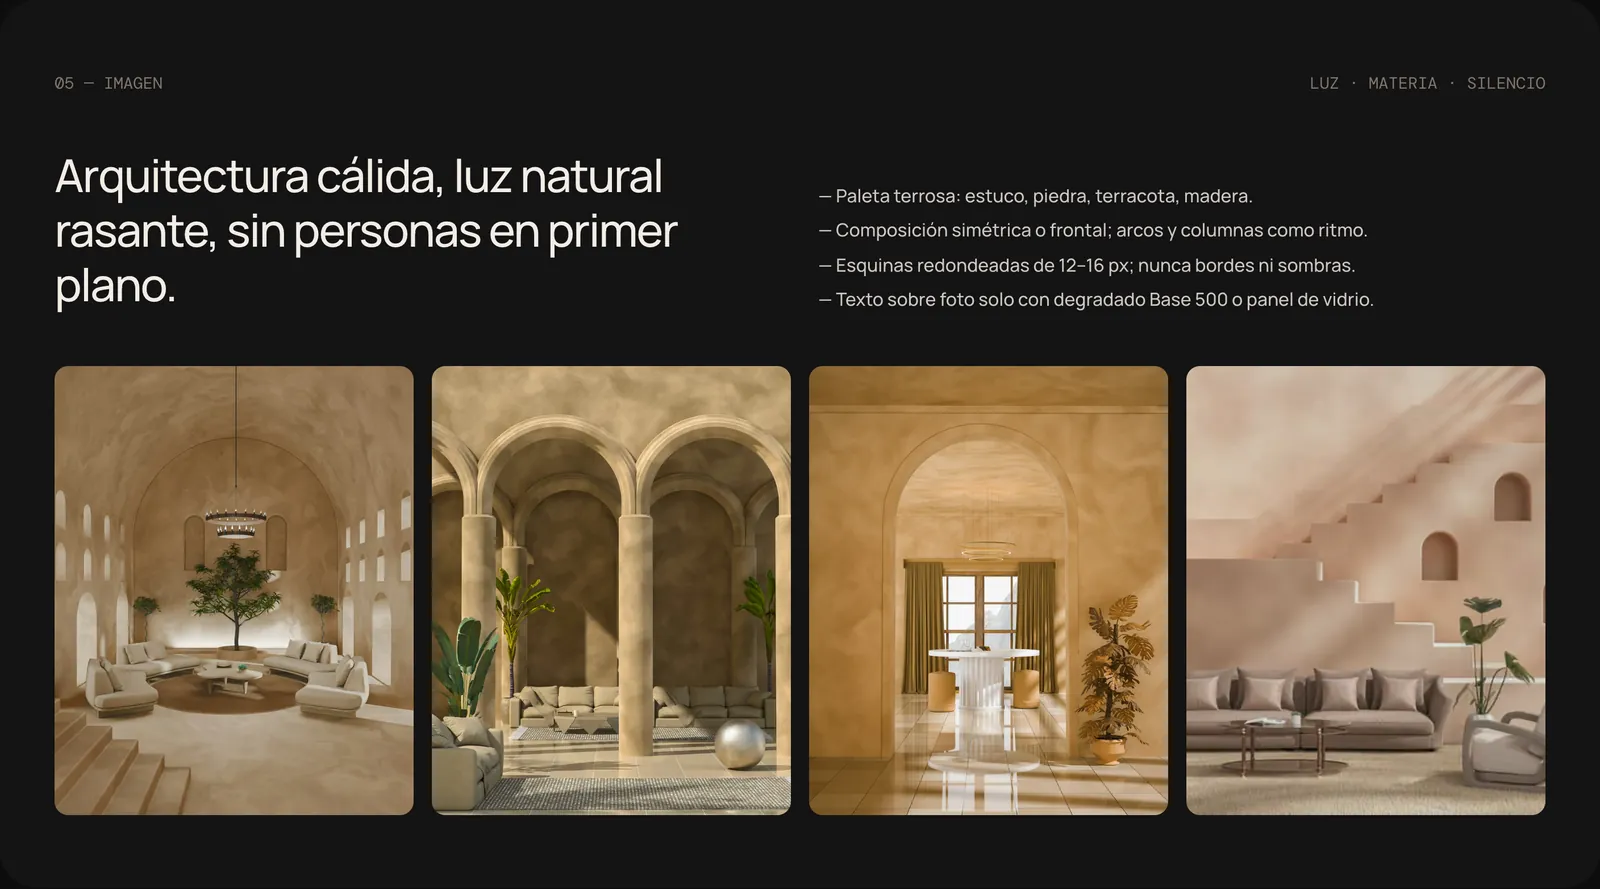 05 — IMAGEN
LUZ · MATERIA · SILENCIO
Arquitectura cálida, luz natural
rasante, sin personas en primer
plano.
— Paleta terrosa: estuco, piedra, terracota, madera.
— Composición simétrica o frontal; arcos y columnas como ritmo.
— Esquinas redondeadas de 12–16 px; nunca bordes ni sombras.
— Texto sobre foto solo con degradado Base 500 o panel de vidrio.